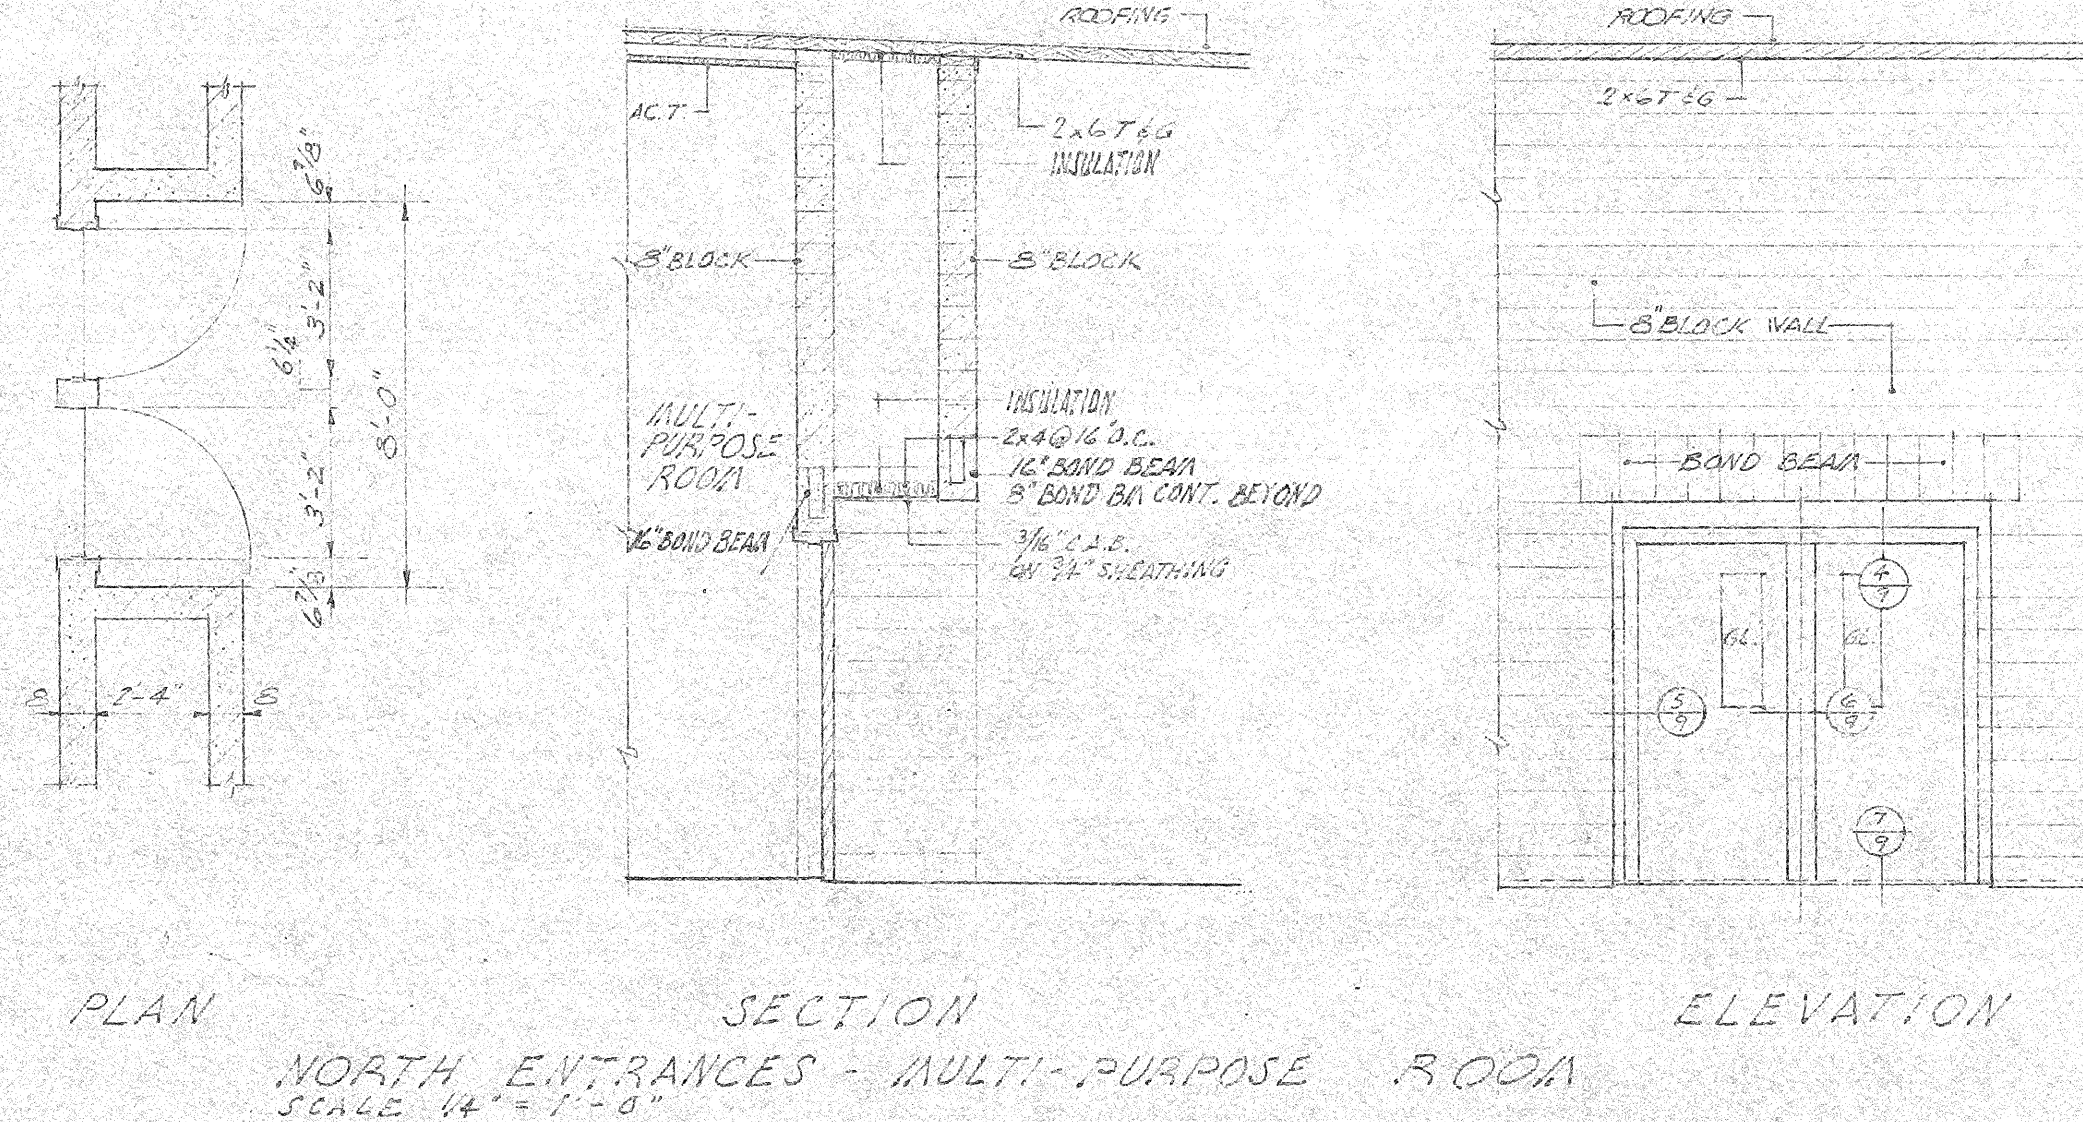 6 7/8"
3'-2"
6 1/4"
3'-2"
6 7/8"
8'-0"
8
2'-4"
8
ROOFING
AC.T
2x6 T&G
INSULATION
8" BLOCK
8" BLOCK
MULTI-
PURPOSE
ROOM
INSULATION
2x4 @ 16" O.C.
16" BOND BEAM
8" BOND BM CONT. BEYOND
16" BOND BEAM
3/16" C.A.B.
ON 3/4" SHEATHING
ROOFING
2x6 T&G
8" BLOCK WALL
BOND BEAM
4
9
GL.
GL.
5
9
6
9
7
9
PLAN
SECTION
ELEVATION
NORTH ENTRANCES - MULTI-PURPOSE ROOM
SCALE 1/4" = 1'-0"